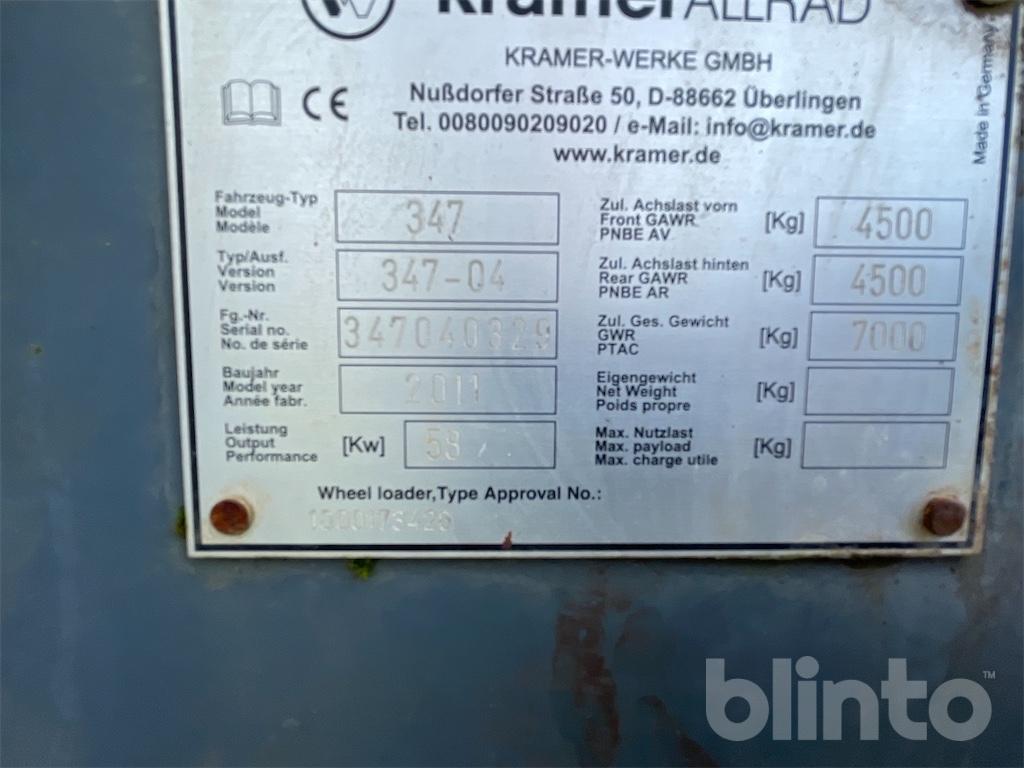 kramer ALLRAD
KRAMER-WERKE GMBH
Nußdorfer Straße 50, D-88662 Überlingen
Tel. 0080090209020 / e-Mail: info@kramer.de
www.kramer.de
Made in Germany
CE
Fahrzeug-Typ
Model
Modèle
347
Typ/Ausf.
Version
Version
347-04
Fg.-Nr.
Serial no.
No. de série
347040329
Baujahr
Model year
Année fabr.
2011
Leistung
Output
Performance
[Kw]
58
Zul. Achslast vorn
Front GAWR
PNBE AV
[Kg]
4500
Zul. Achslast hinten
Rear GAWR
PNBE AR
[Kg]
4500
Zul. Ges. Gewicht
GWR
PTAC
[Kg]
7000
Eigengewicht
Net Weight
Poids propre
[Kg]
Max. Nutzlast
Max. payload
Max. charge utile
[Kg]
Wheel loader,Type Approval No.:
blinto™